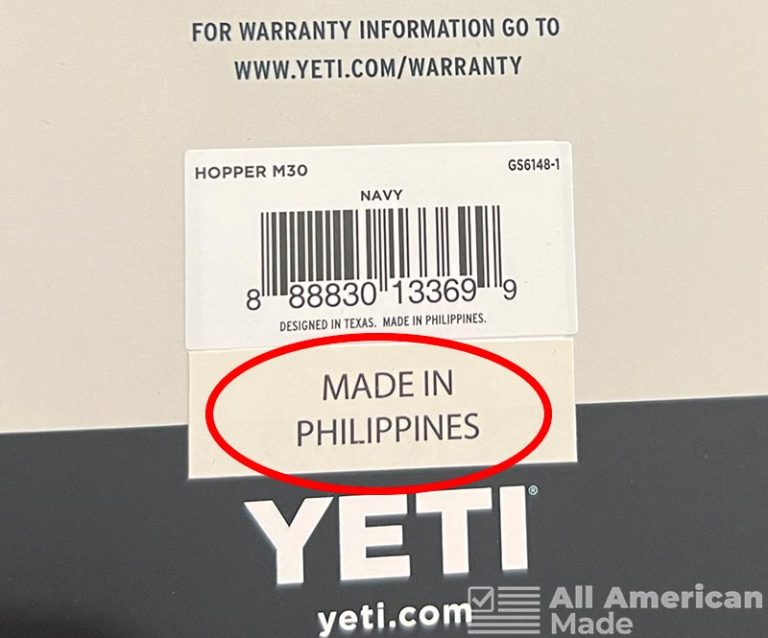 FOR WARRANTY INFORMATION GO TO
WWW.YETI.COM/WARRANTY
HOPPER M30 GS6148-1
NAVY
8 88830 13369 9
DESIGNED IN TEXAS. MADE IN PHILIPPINES.
MADE IN
PHILIPPINES
YETI®
yeti.com
All American
Made